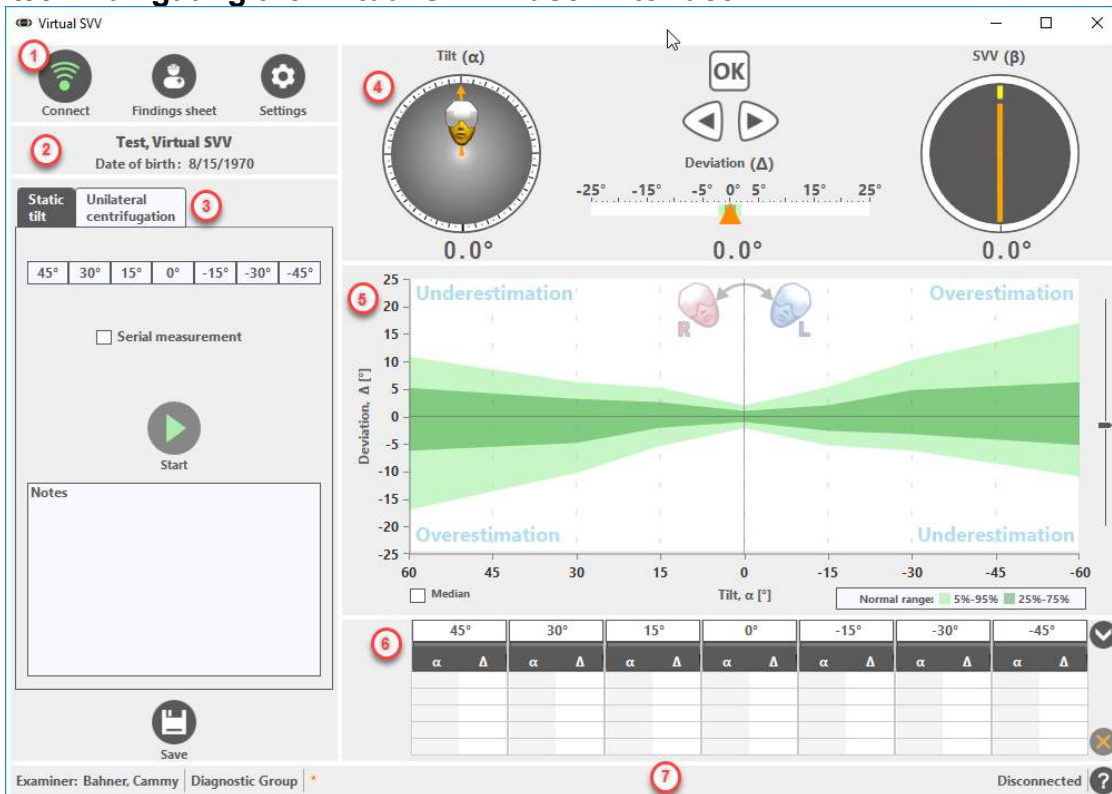 Virtual SVV
1
Connect
Findings sheet
Settings
2
Test, Virtual SVV
Date of birth: 8/15/1970
Static tilt
Unilateral centrifugation
3
45° 30° 15° 0° -15° -30° -45°
Serial measurement
Start
Notes
Save
4
Tilt (α)
0.0°
OK
Deviation (Δ)
-25° -15° -5° 0° 5° 15° 25°
0.0°
SVV (β)
0.0°
5
Underestimation
Overestimation
R
L
25
20
15
10
5
0
-5
-10
-15
-20
-25
Deviation, Δ [°]
Overestimation
Underestimation
60 45 30 15 0 -15 -30 -45 -60
Median
Tilt, α [°]
Normal range: 5%-95% 25%-75%
6
45° 30° 15° 0° -15° -30° -45°
α Δ α Δ α Δ α Δ α Δ α Δ α Δ
Examiner: Bahner, Cammy
Diagnostic Group
*
7
Disconnected
?